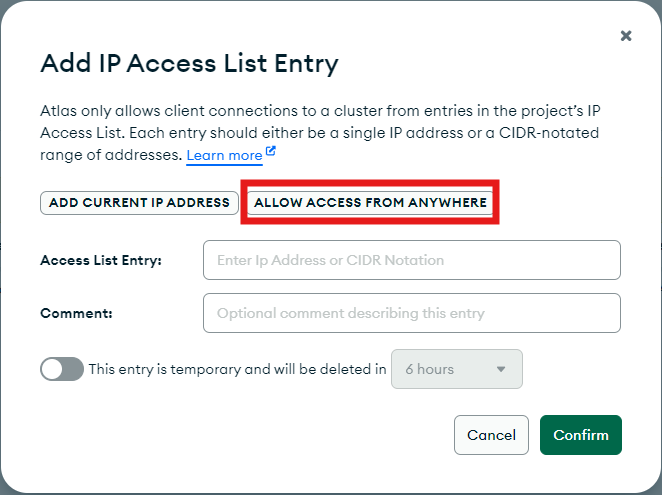 Add IP Access List Entry
Atlas only allows client connections to a cluster from entries in the project's IP
Access List. Each entry should either be a single IP address or a CIDR-notated
range of addresses. Learn more
ADD CURRENT IP ADDRESS ALLOW ACCESS FROM ANYWHERE
Access List Entry: Enter Ip Address or CIDR Notation
Comment: Optional comment describing this entry
This entry is temporary and will be deleted in 6 hours
Cancel Confirm